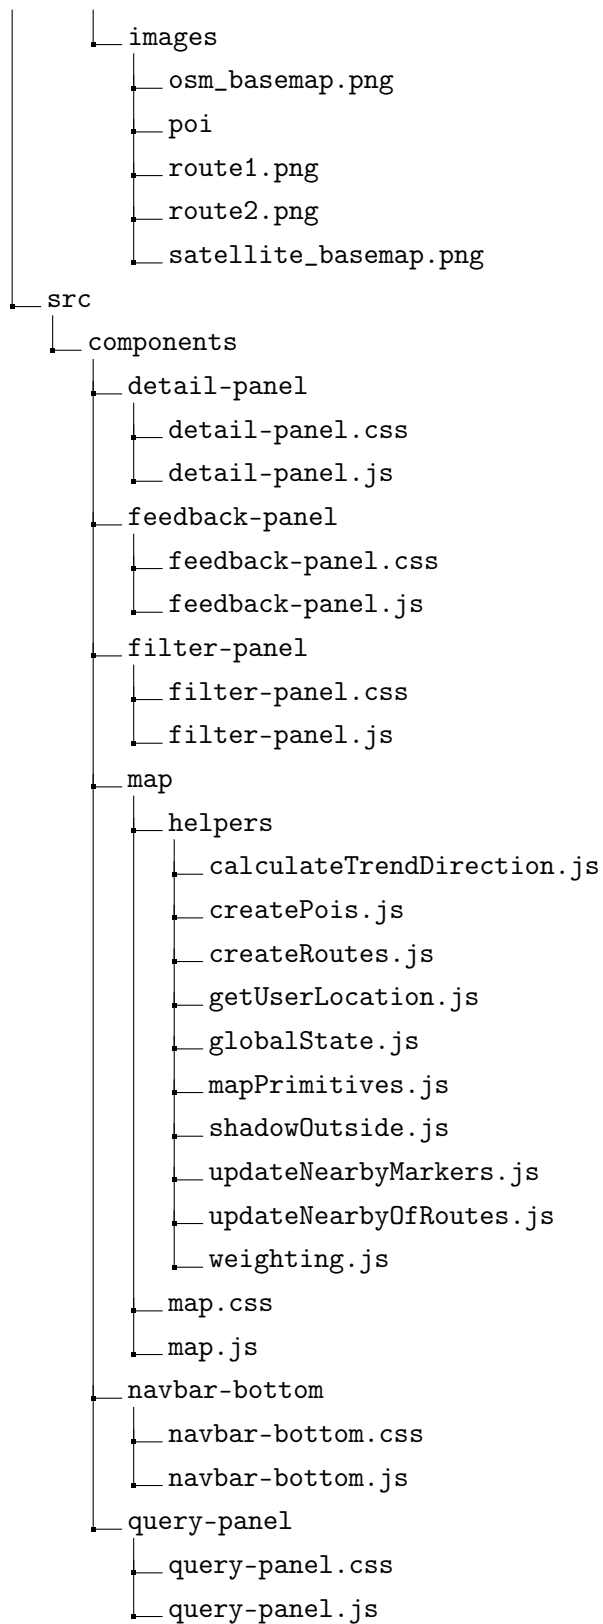 images
osm_basemap.png
poi
route1.png
route2.png
satellite_basemap.png
src
components
detail-panel
detail-panel.css
detail-panel.js
feedback-panel
feedback-panel.css
feedback-panel.js
filter-panel
filter-panel.css
filter-panel.js
map
helpers
calculateTrendDirection.js
createPois.js
createRoutes.js
getUserLocation.js
globalState.js
mapPrimitives.js
shadowOutside.js
updateNearbyMarkers.js
updateNearbyOfRoutes.js
weighting.js
map.css
map.js
navbar-bottom
navbar-bottom.css
navbar-bottom.js
query-panel
query-panel.css
query-panel.js